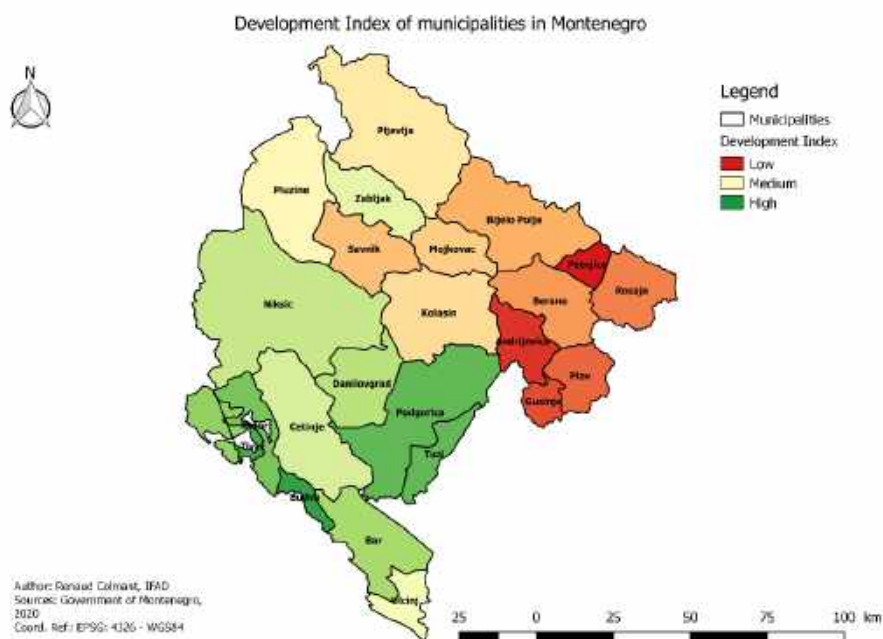 Development Index of municipalities in Montenegro
N
Legend
Municipalities
Development Index
Low
Medium
High
Pljevlja
Pluzine
Zabljak
Bijelo Polje
Savnik
Mojkovac
Petnjica
Rozaje
Berane
Niksic
Kolasin
Andrijevica
Plav
Gusinje
Danilovgrad
Podgorica
Cetinje
Kotor
Tivat
Tuzi
Budva
Bar
Ulcinj
Author: Renaud Colmant, IFAD
Sources: Government of Montenegro,
2020
Coord. Ref: EPSG: 4326 - WGS84
25 0 25 50 75 100 km